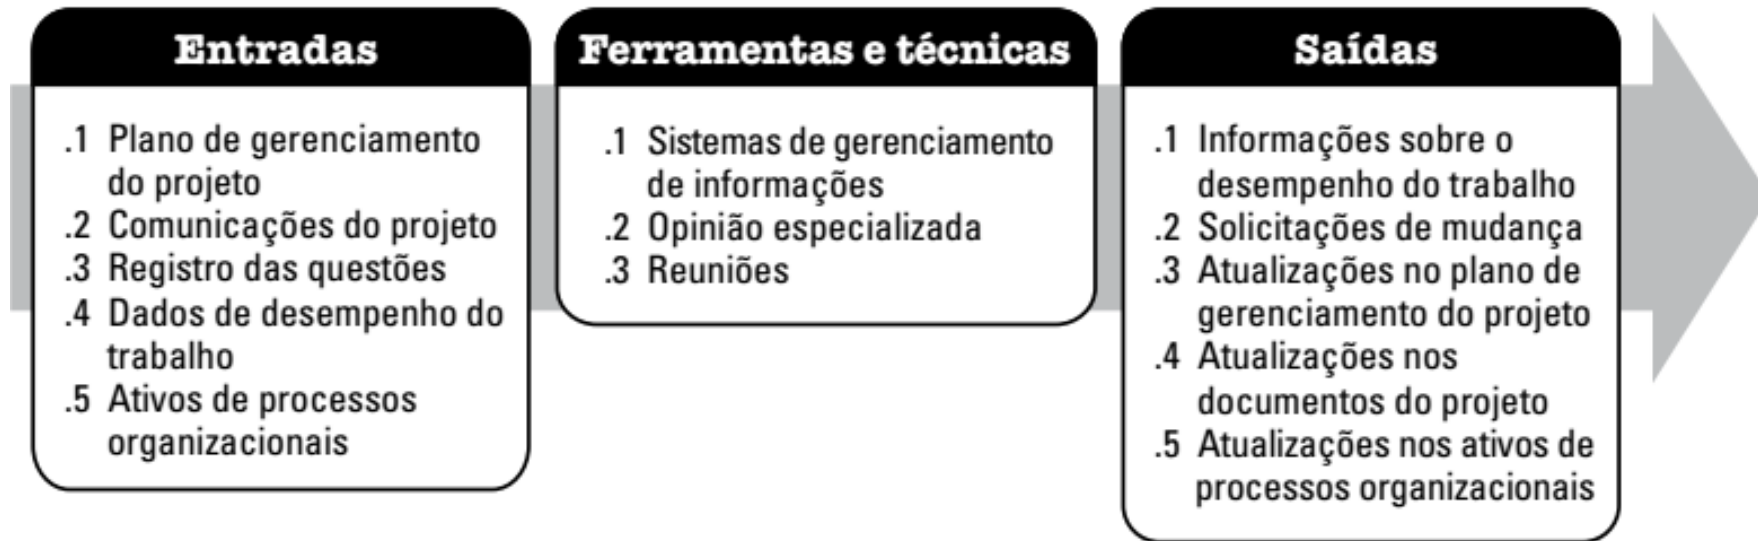 Entradas
.1 Plano de gerenciamento
do projeto
.2 Comunicações do projeto
.3 Registro das questões
.4 Dados de desempenho do
trabalho
.5 Ativos de processos
organizacionais
Ferramentas e técnicas
.1 Sistemas de gerenciamento
de informações
.2 Opinião especializada
.3 Reuniões
Saídas
.1 Informações sobre o
desempenho do trabalho
.2 Solicitações de mudança
.3 Atualizações no plano de
gerenciamento do projeto
.4 Atualizações nos
documentos do projeto
.5 Atualizações nos ativos de
processos organizacionais